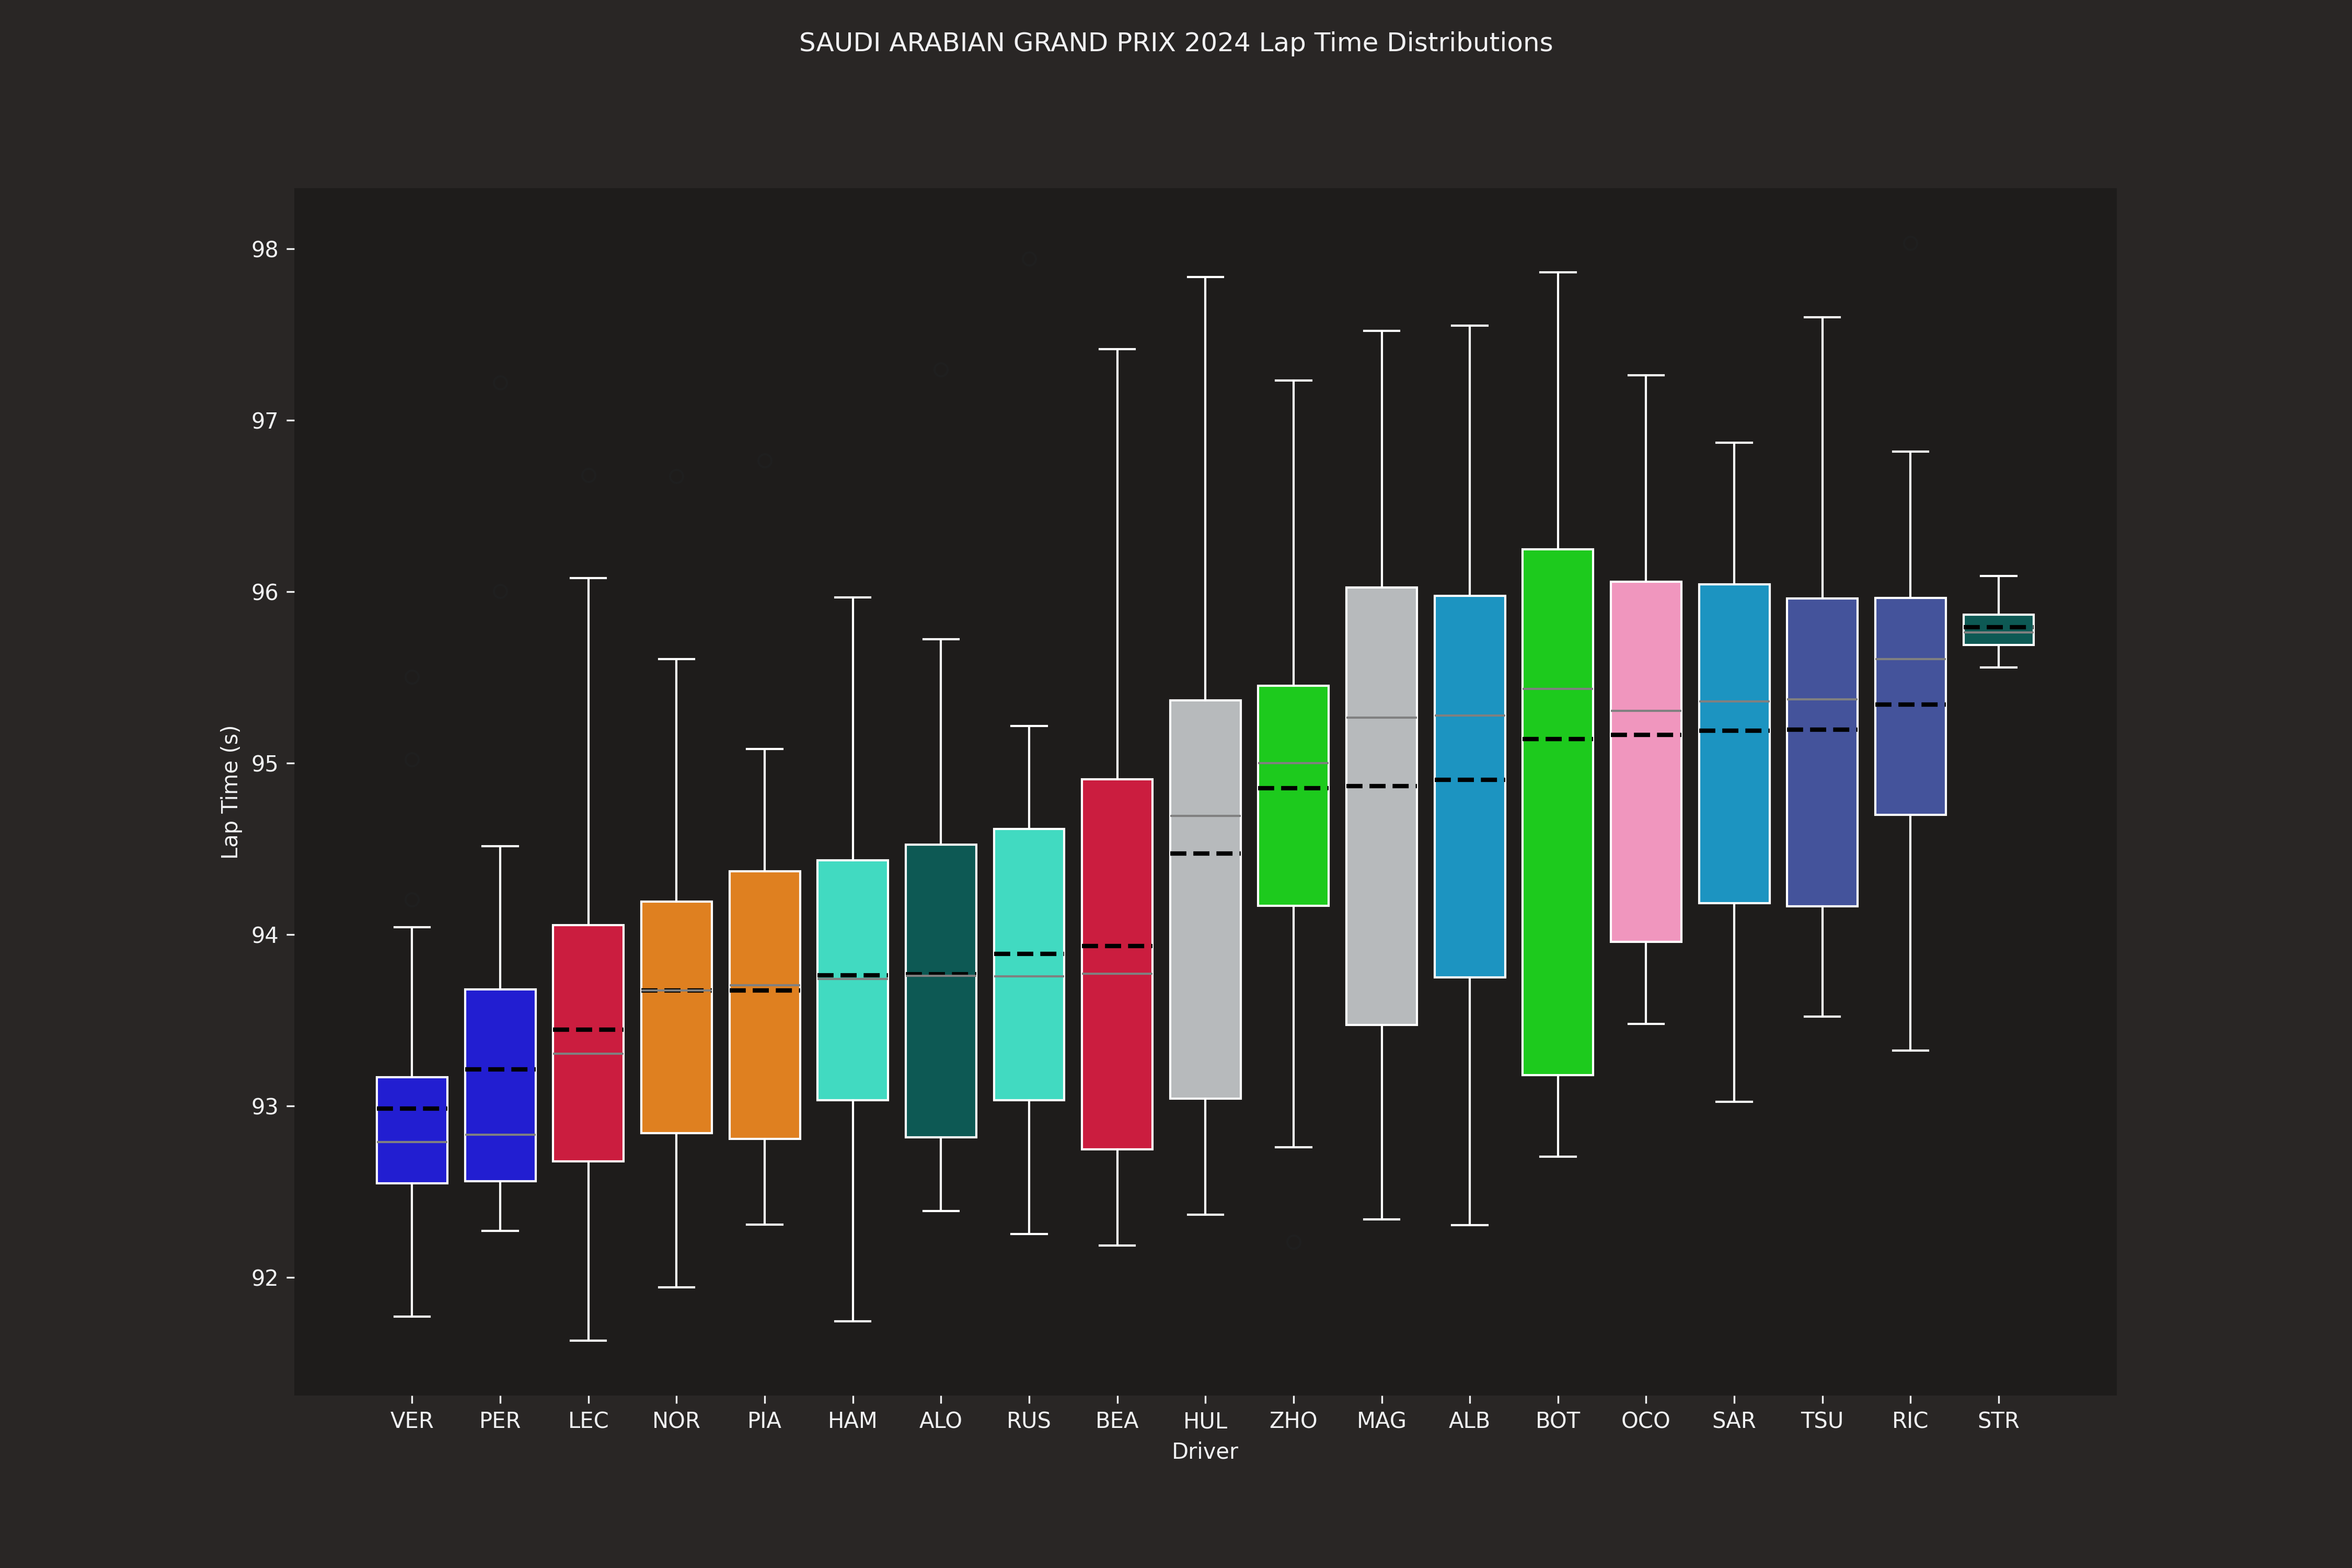 SAUDI ARABIAN GRAND PRIX 2024 Lap Time Distributions
98
97
96
95
94
93
92
Lap Time (s)
VER PER LEC NOR PIA HAM ALO RUS BEA HUL ZHO MAG ALB BOT OCO SAR TSU RIC STR
Driver